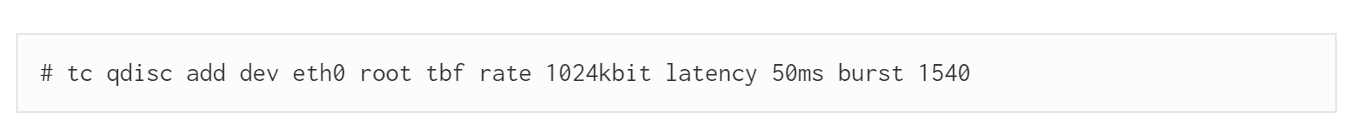 # tc qdisc add dev eth0 root tbf rate 1024kbit latency 50ms burst 1540